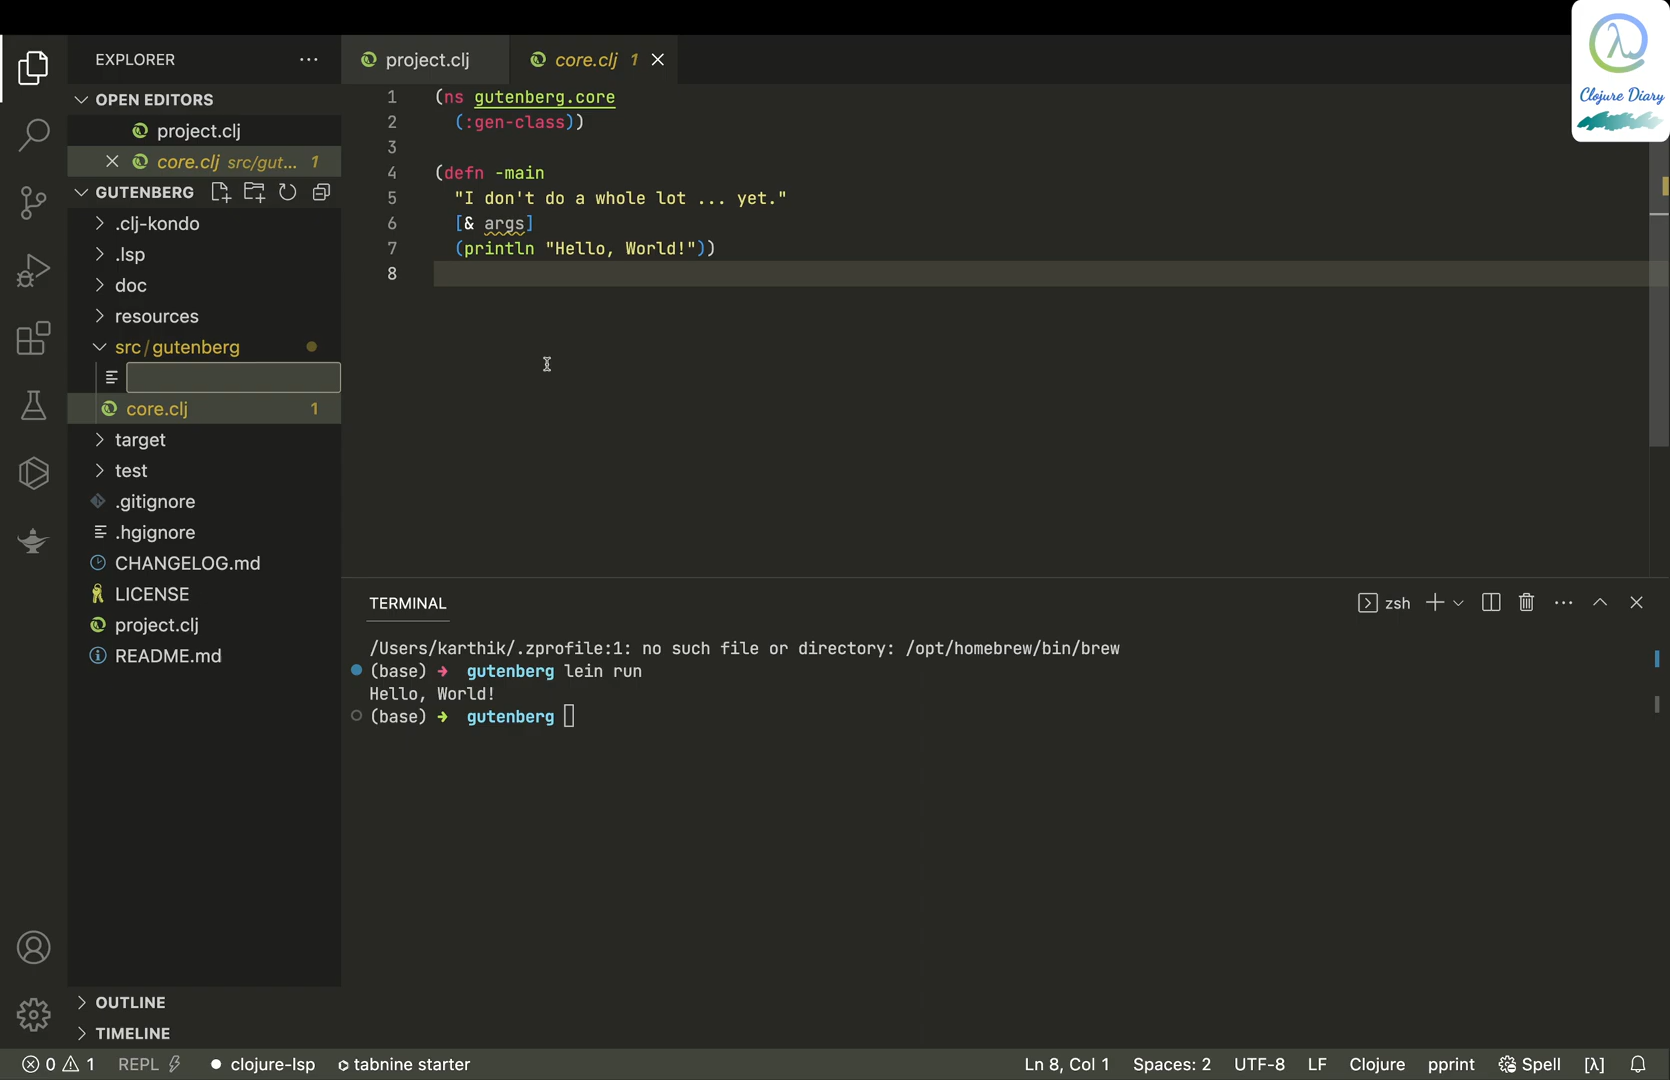 EXPLORER
project.clj
core.clj 1
Clojure Diary
OPEN EDITORS
project.clj
core.clj src/gut... 1
GUTENBERG
.clj-kondo
.lsp
doc
resources
src/gutenberg
core.clj 1
target
test
.gitignore
.hgignore
CHANGELOG.md
LICENSE
project.clj
README.md
OUTLINE
TIMELINE
1 (ns gutenberg.core
2 (:gen-class))
3
4 (defn -main
5 "I don't do a whole lot ... yet."
6 [& args]
7 (println "Hello, World!"))
8
TERMINAL
zsh
/Users/karthik/.zprofile:1: no such file or directory: /opt/homebrew/bin/brew
(base) ➜ gutenberg lein run
Hello, World!
(base) ➜ gutenberg
0 1 REPL clojure-lsp tabnine starter Ln 8, Col 1 Spaces: 2 UTF-8 LF Clojure pprint Spell [λ]